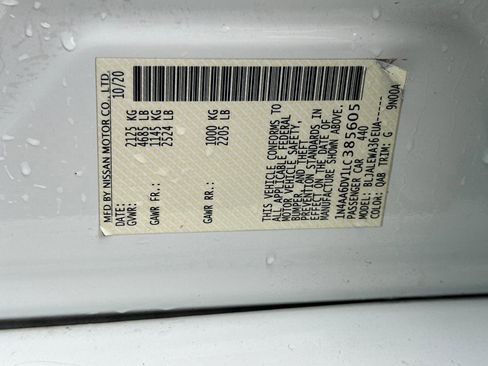 MFD BY NISSAN MOTOR CO., LTD
DATE: 10/20
GVWR: 2125 KG
4685 LB
GAWR FR: 1145 KG
2524 LB
GAWR RR: 1000 KG
2205 LB
THIS VEHICLE CONFORMS TO
ALL APPLICABLE FEDERAL
MOTOR VEHICLE SAFETY,
BUMPER, AND THEFT
PREVENTION STANDARDS IN
EFFECT ON THE DATE OF
MANUFACTURE SHOWN ABOVE.
1N4AA6DV1LC385605
PASSENGER CAR 440
MODEL: BLJALEWA36EUA-----
COLOR: QAB TRIM: G 9N00A